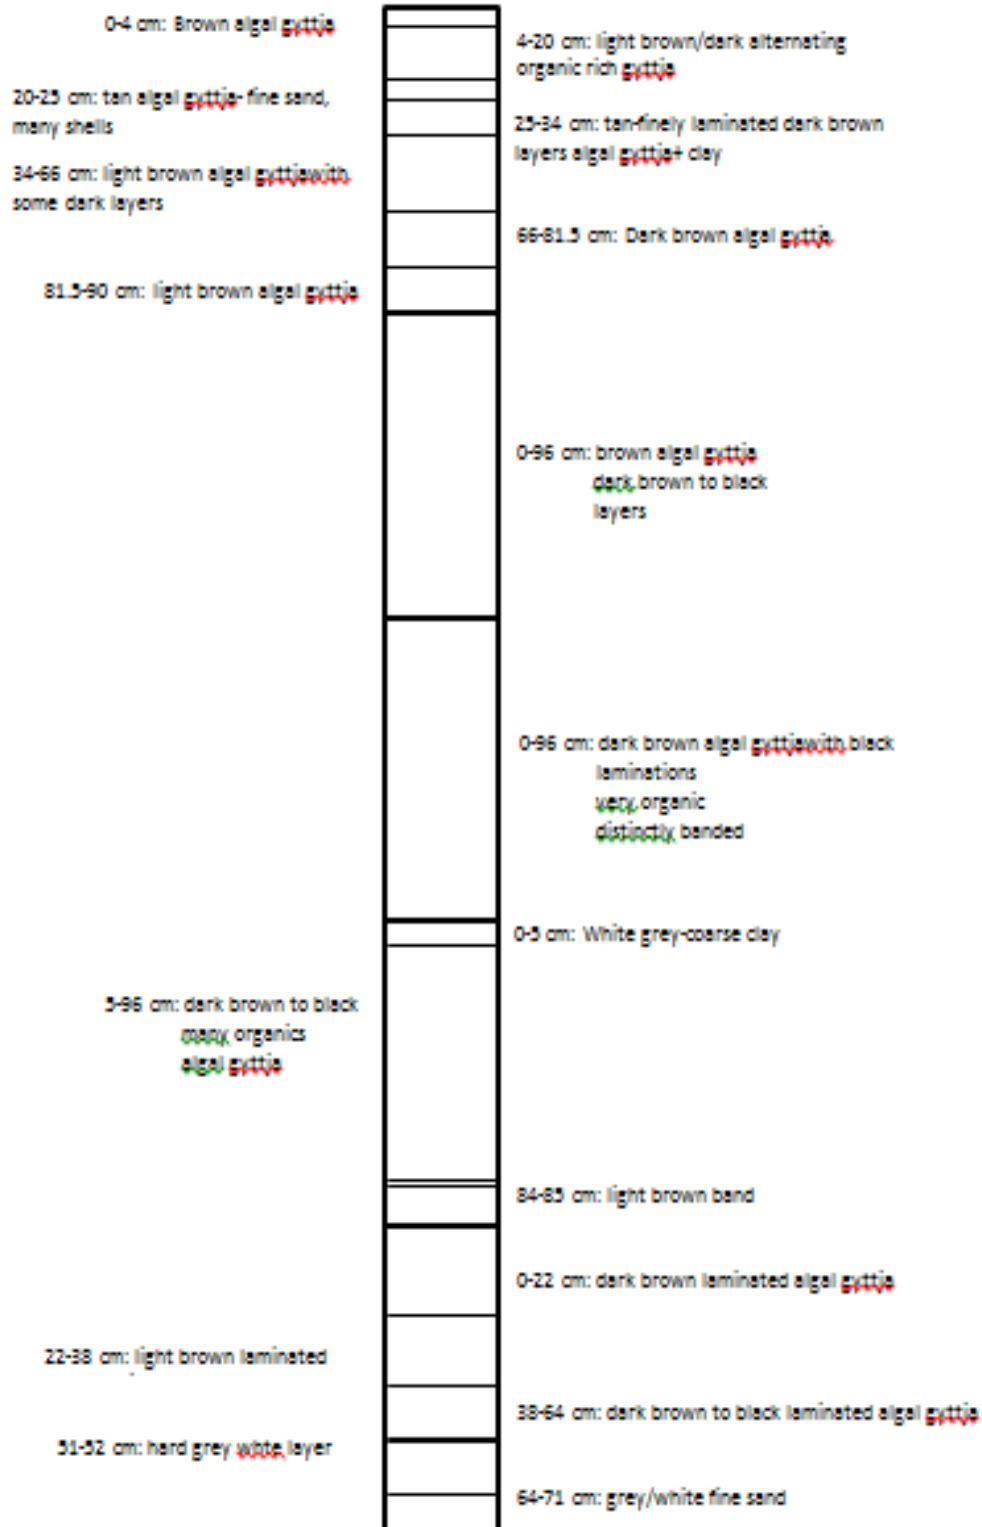 0-4 cm: Brown algal gyttja
4-20 cm: light brown/dark alternating
organic rich gyttja
20-25 cm: tan algal gyttja- fine sand,
many shells
25-34 cm: tan-finely laminated dark brown
layers algal gyttja+ clay
34-66 cm: light brown algal gyttjawith
some dark layers
66-81.5 cm: Dark brown algal gyttja
81.5-90 cm: light brown algal gyttja
0-96 cm: brown algal gyttja
dark brown to black
layers
0-96 cm: dark brown algal gyttjawith black
laminations
very organic
distinctly banded
0-5 cm: White grey-coarse clay
5-96 cm: dark brown to black
many organics
algal gyttja
84-85 cm: light brown band
0-22 cm: dark brown laminated algal gyttja
22-38 cm: light brown laminated
38-64 cm: dark brown to black laminated algal gyttja
51-52 cm: hard grey white layer
64-71 cm: grey/white fine sand